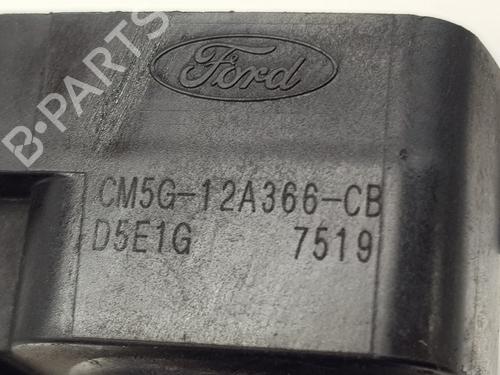 B-PARTS
Ford
CM5G-12A366-CB
D5E1G 7519